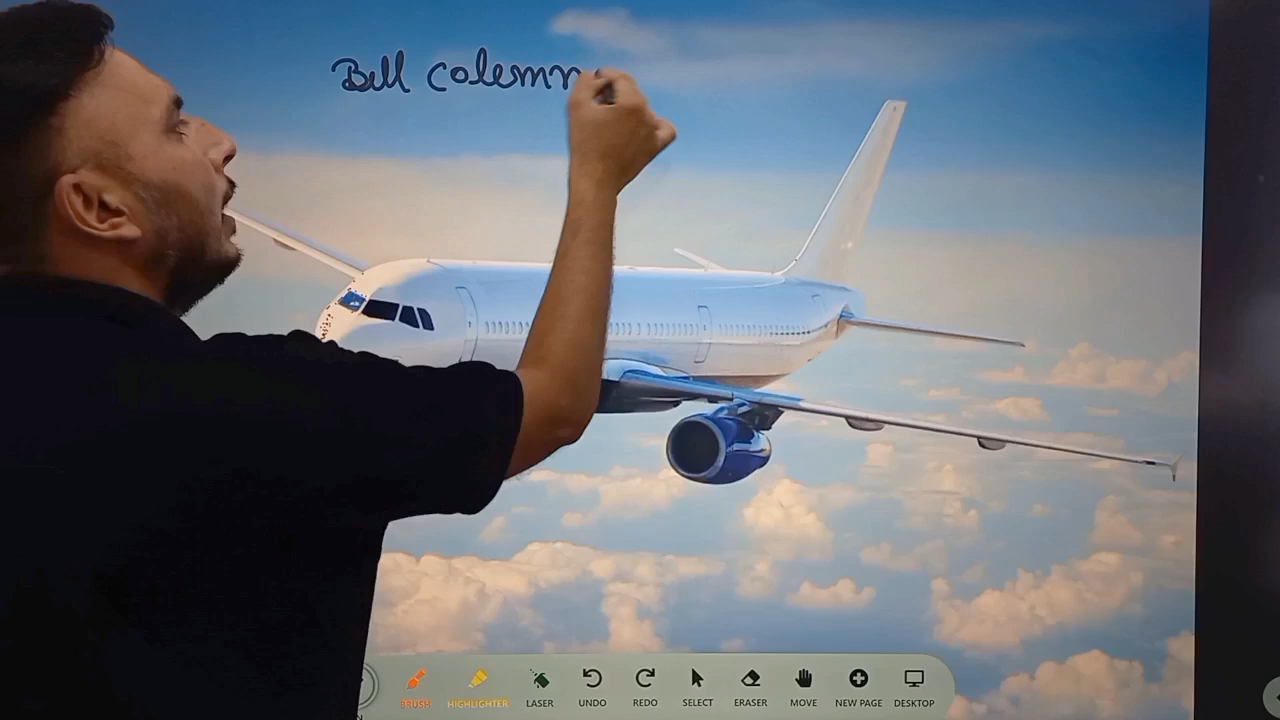 Bill colemn
BRUSH HIGHLIGHTER LASER UNDO REDO SELECT ERASER MOVE NEW PAGE DESKTOP